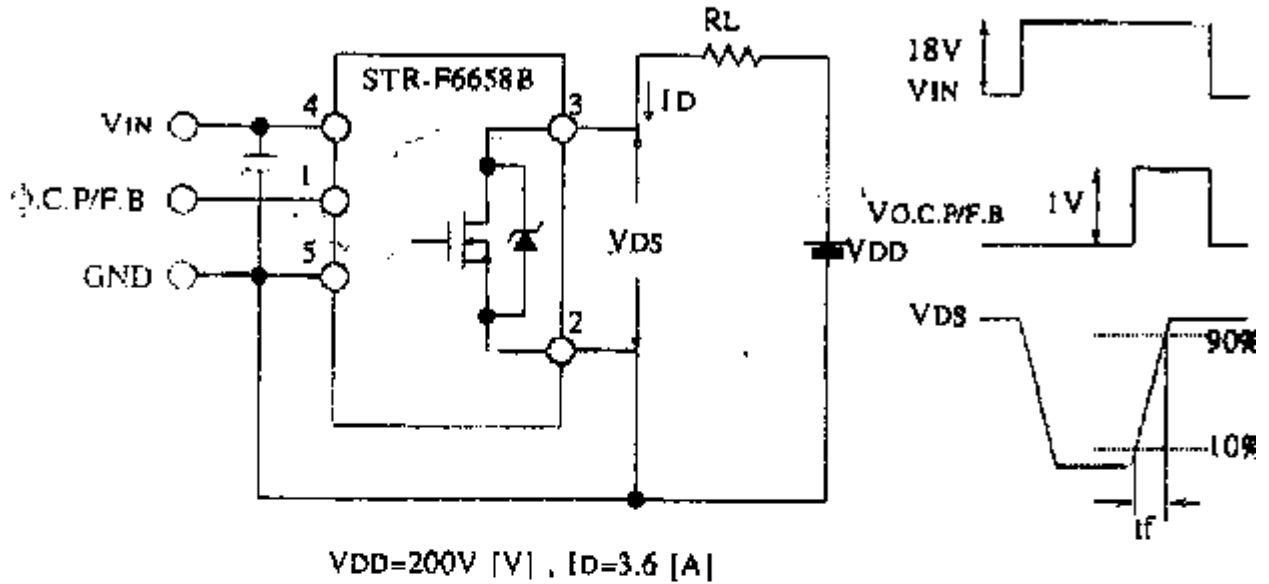 STR-F6658B
VIN
4
O.C.P/F.B
1
GND
5
3
2
ID
RL
VDS
VDD
18V
VIN
1V
VO.C.P/F.B
VDS
90%
10%
tf
VDD=200V [V] , ID=3.6 [A]